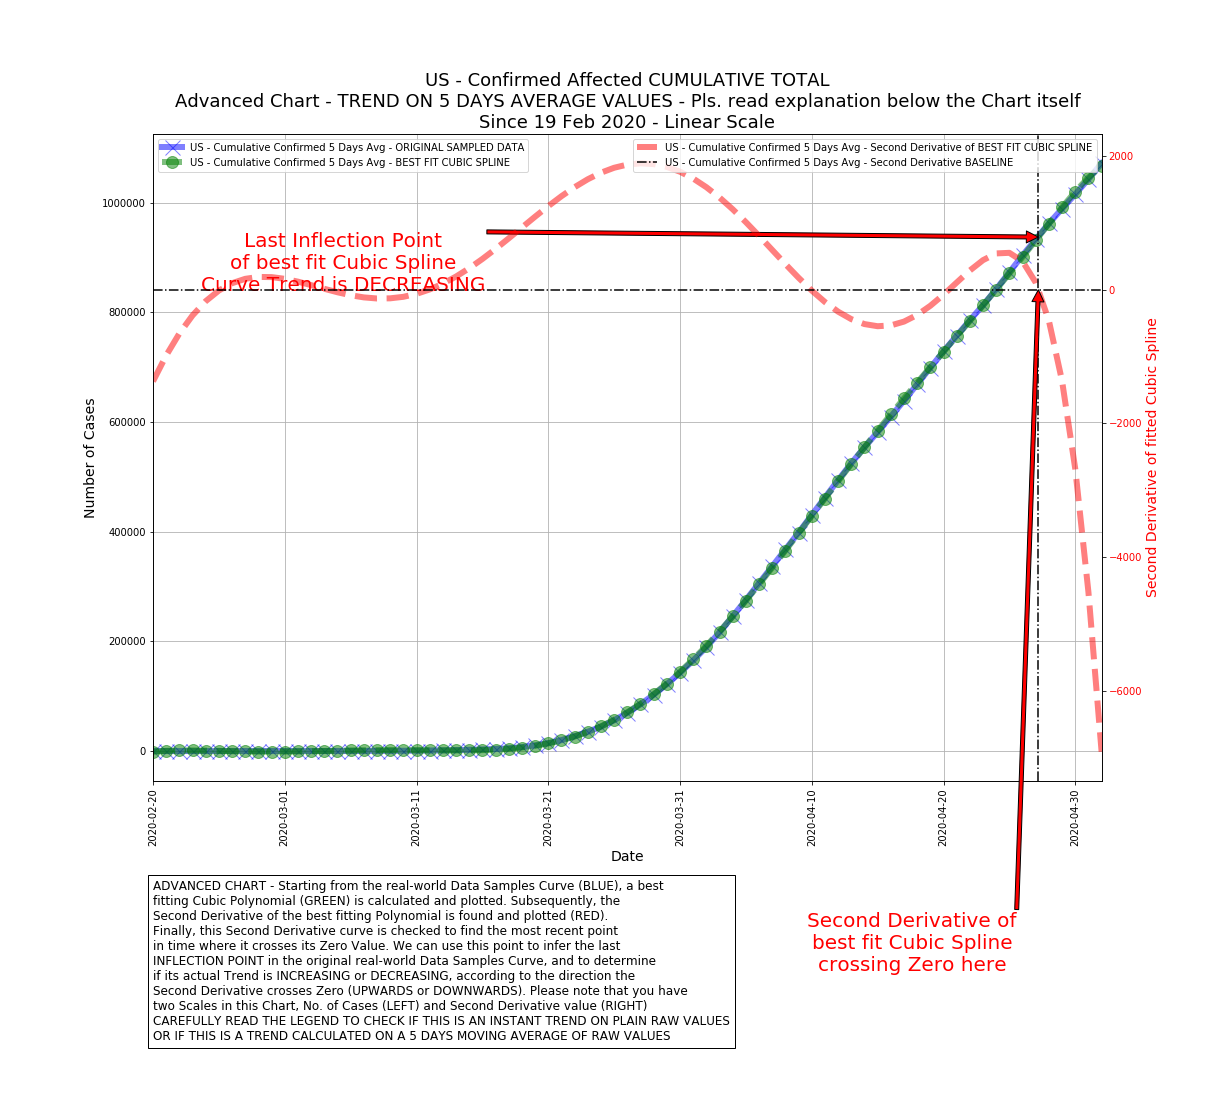 US - Confirmed Affected CUMULATIVE TOTAL
Advanced Chart - TREND ON 5 DAYS AVERAGE VALUES - Pls. read explanation below the Chart itself
Since 19 Feb 2020 - Linear Scale
US - Cumulative Confirmed 5 Days Avg - ORIGINAL SAMPLED DATA
US - Cumulative Confirmed 5 Days Avg - BEST FIT CUBIC SPLINE
US - Cumulative Confirmed 5 Days Avg - Second Derivative of BEST FIT CUBIC SPLINE
US - Cumulative Confirmed 5 Days Avg - Second Derivative BASELINE
Last Inflection Point
of best fit Cubic Spline
Curve Trend is DECREASING
Number of Cases
1000000
800000
600000
400000
200000
0
2000
0
−2000
−4000
−6000
Second Derivative of fitted Cubic Spline
2020-02-20
2020-03-01
2020-03-11
2020-03-21
2020-03-31
2020-04-10
2020-04-20
2020-04-30
Date
Second Derivative of
best fit Cubic Spline
crossing Zero here
ADVANCED CHART - Starting from the real-world Data Samples Curve (BLUE), a best
fitting Cubic Polynomial (GREEN) is calculated and plotted. Subsequently, the
Second Derivative of the best fitting Polynomial is found and plotted (RED).
Finally, this Second Derivative curve is checked to find the most recent point
in time where it crosses its Zero Value. We can use this point to infer the last
INFLECTION POINT in the original real-world Data Samples Curve, and to determine
if its actual Trend is INCREASING or DECREASING, according to the direction the
Second Derivative crosses Zero (UPWARDS or DOWNWARDS). Please note that you have
two Scales in this Chart, No. of Cases (LEFT) and Second Derivative value (RIGHT)
CAREFULLY READ THE LEGEND TO CHECK IF THIS IS AN INSTANT TREND ON PLAIN RAW VALUES
OR IF THIS IS A TREND CALCULATED ON A 5 DAYS MOVING AVERAGE OF RAW VALUES